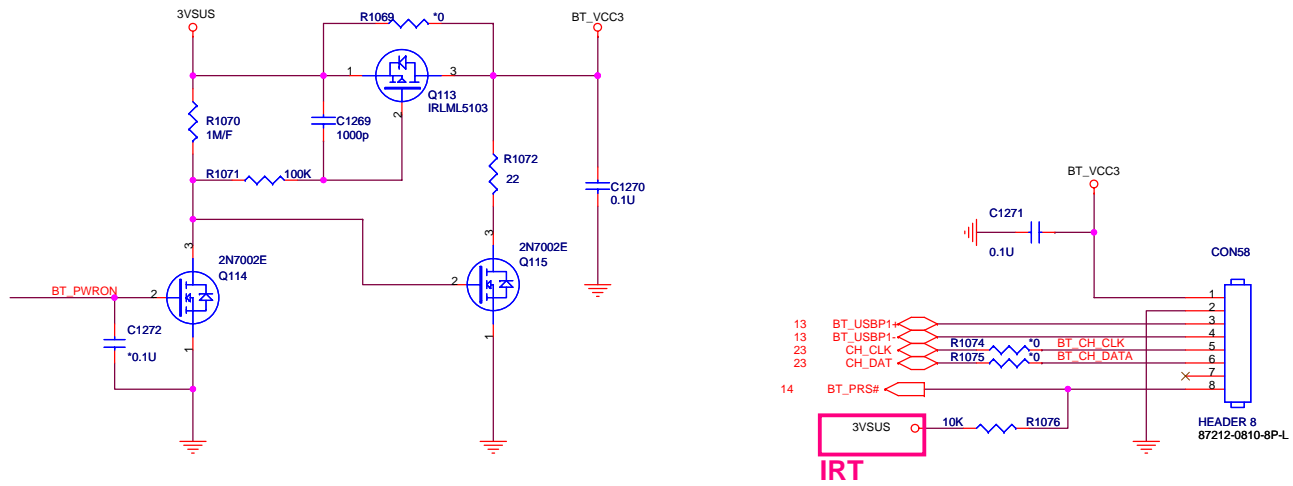 3VSUS
R1069
*0
BT_VCC3
1
3
Q113
IRLML5103
2
R1070
1M/F
C1269
1000p
R1071
100K
R1072
22
C1270
0.1U
3
2N7002E
Q114
BT_PWRON
2
1
C1272
*0.1U
3
2N7002E
Q115
2
1
BT_VCC3
C1271
0.1U
CON58
1
2
13 BT_USBP1+ 3
13 BT_USBP1- 4
23 CH_CLK R1074 *0 BT_CH_CLK 5
23 CH_DAT R1075 *0 BT_CH_DATA 6
7
14 BT_PRS# 8
3VSUS 10K R1076
HEADER 8
87212-0810-8P-L
IRT